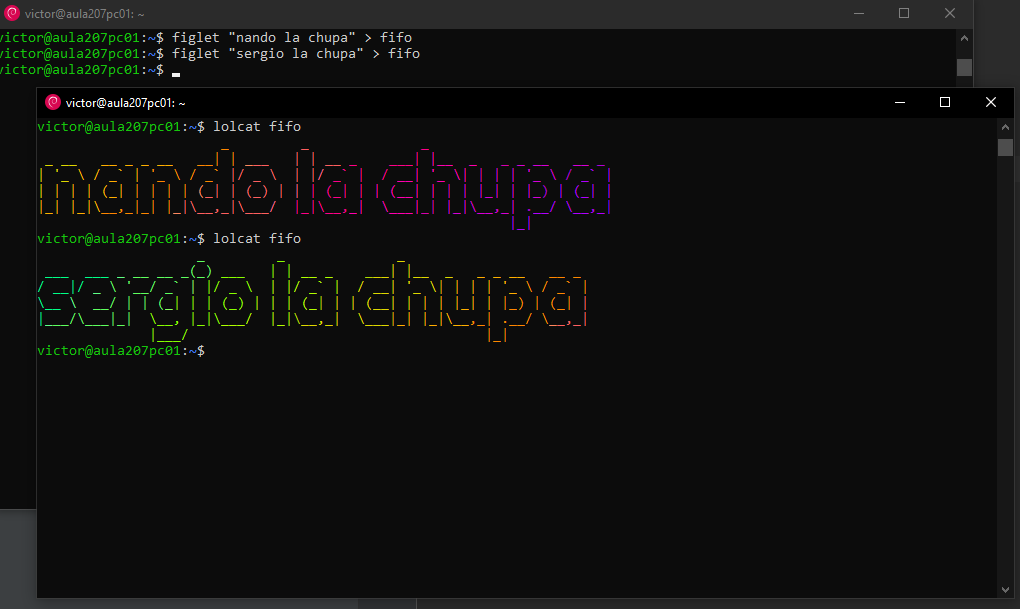 victor@aula207pc01: ~
victor@aula207pc01:~$ figlet "nando la chupa" > fifo
victor@aula207pc01:~$ figlet "sergio la chupa" > fifo
victor@aula207pc01:~$
victor@aula207pc01: ~
victor@aula207pc01:~$ lolcat fifo
nando la chupa
victor@aula207pc01:~$ lolcat fifo
sergio la chupa
victor@aula207pc01:~$